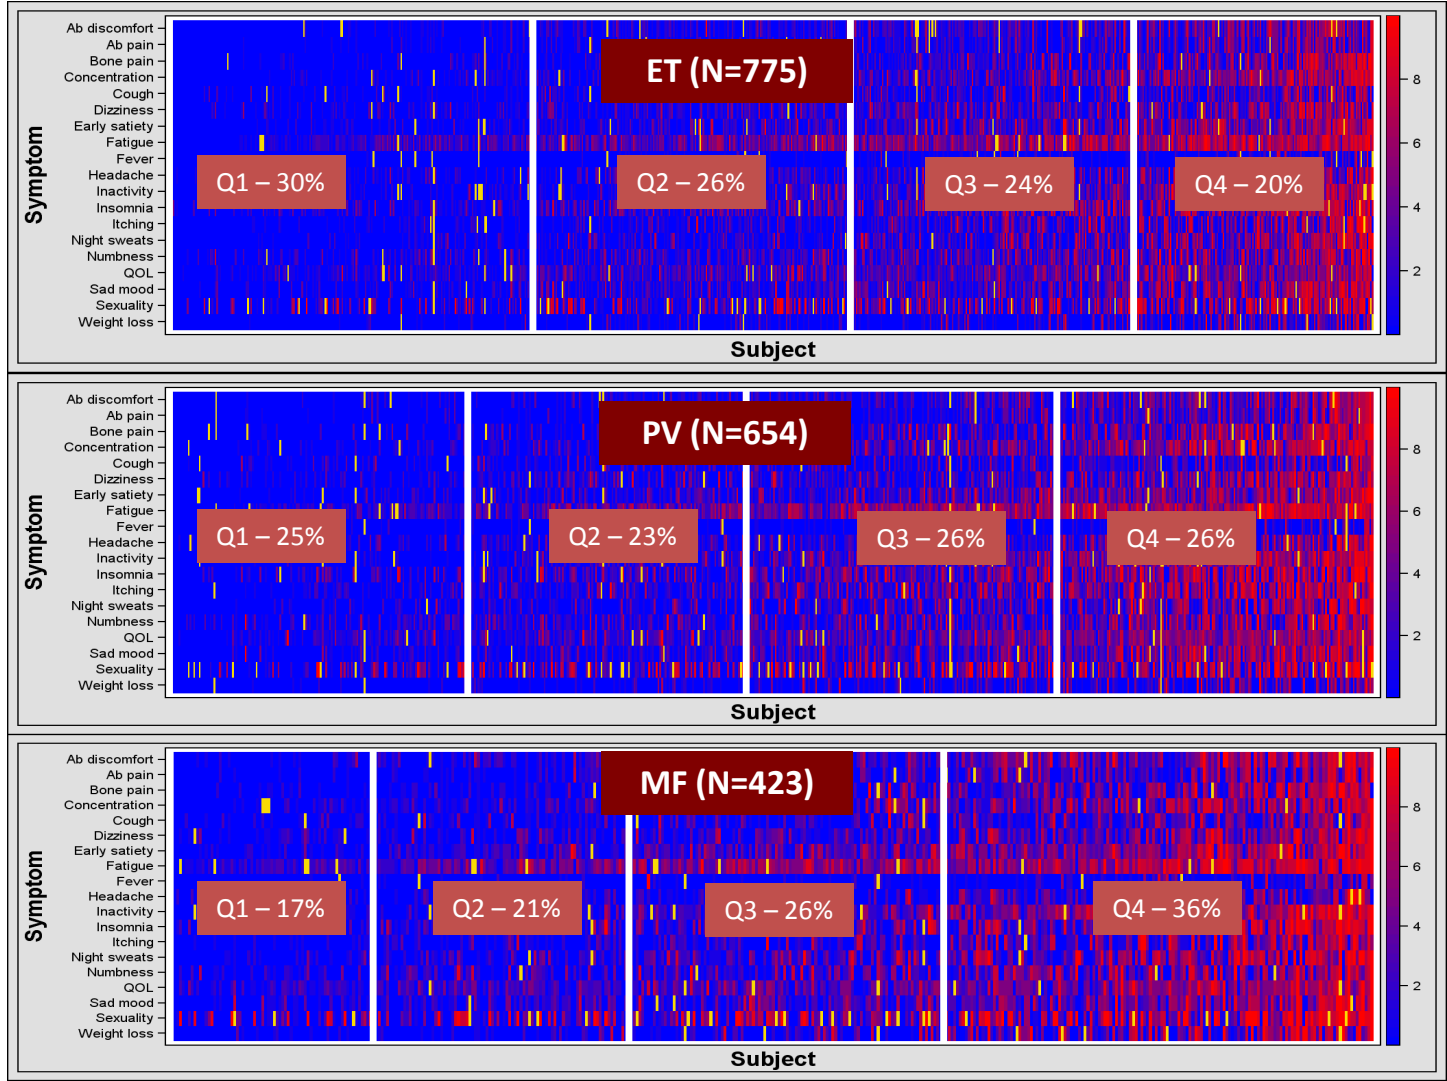 Ab discomfort
Ab pain
Bone pain
Concentration
Cough
Dizziness
Early satiety
Fatigue
Fever
Headache
Inactivity
Insomnia
Itching
Night sweats
Numbness
QOL
Sad mood
Sexuality
Weight loss
Symptom
ET (N=775)
Q1 – 30%
Q2 – 26%
Q3 – 24%
Q4 – 20%
8
6
4
2
Subject
Ab discomfort
Ab pain
Bone pain
Concentration
Cough
Dizziness
Early satiety
Fatigue
Fever
Headache
Inactivity
Insomnia
Itching
Night sweats
Numbness
QOL
Sad mood
Sexuality
Weight loss
Symptom
PV (N=654)
Q1 – 25%
Q2 – 23%
Q3 – 26%
Q4 – 26%
8
6
4
2
Subject
Ab discomfort
Ab pain
Bone pain
Concentration
Cough
Dizziness
Early satiety
Fatigue
Fever
Headache
Inactivity
Insomnia
Itching
Night sweats
Numbness
QOL
Sad mood
Sexuality
Weight loss
Symptom
MF (N=423)
Q1 – 17%
Q2 – 21%
Q3 – 26%
Q4 – 36%
8
6
4
2
Subject